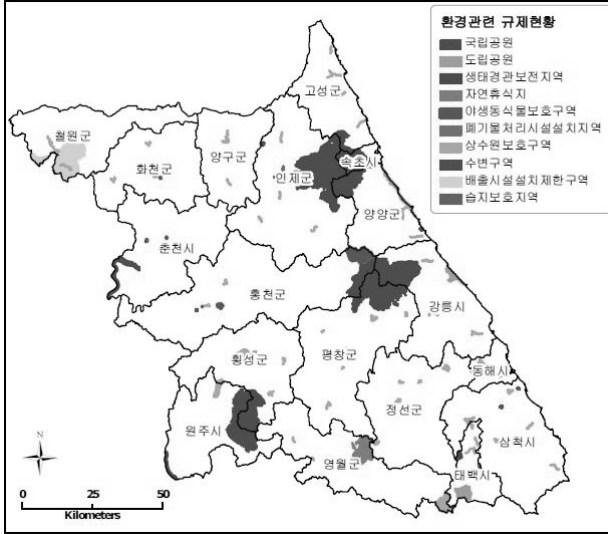 환경관련 규제현황
국립공원
도립공원
생태경관보전지역
자연휴식지
야생동식물보호구역
폐기물처리시설설치지역
상수원보호구역
수변구역
배출시설설치제한구역
습지보호지역
고성군
철원군
화천군
양구군
인제군
속초시
양양군
춘천시
홍천군
강릉시
횡성군
평창군
동해시
정선군
원주시
삼척시
영월군
태백시
N
0 25 50
Kilometers